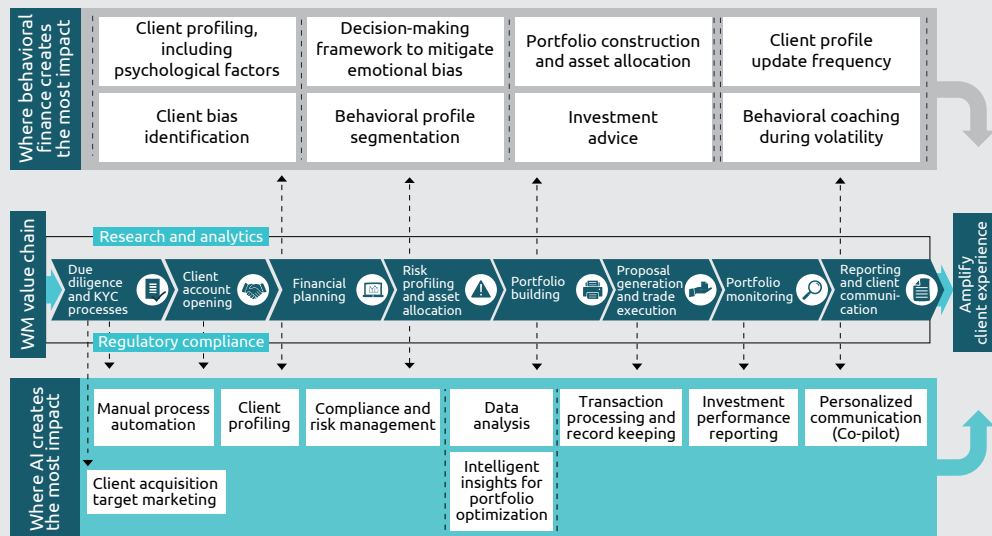 Where behavioral
finance creates
the most impact
Client profiling,
including
psychological factors
Decision-making
framework to mitigate
emotional bias
Portfolio construction
and asset allocation
Client profile
update frequency
Client bias
identification
Behavioral profile
segmentation
Investment
advice
Behavioral coaching
during volatility
WM value chain
Research and analytics
Due
diligence
and KYC
processes
Client
account
opening
Financial
planning
Risk
profiling
and asset
allocation
Portfolio
building
Proposal
generation
and trade
execution
Portfolio
monitoring
Reporting
and client
communi-
cation
Regulatory compliance
Amplify
client experience
Where AI creates
the most impact
Manual process
automation
Client
profiling
Compliance and
risk management
Data
analysis
Transaction
processing and
record keeping
Investment
performance
reporting
Personalized
communication
(Co-pilot)
Client acquisition
target marketing
Intelligent
insights for
portfolio
optimization